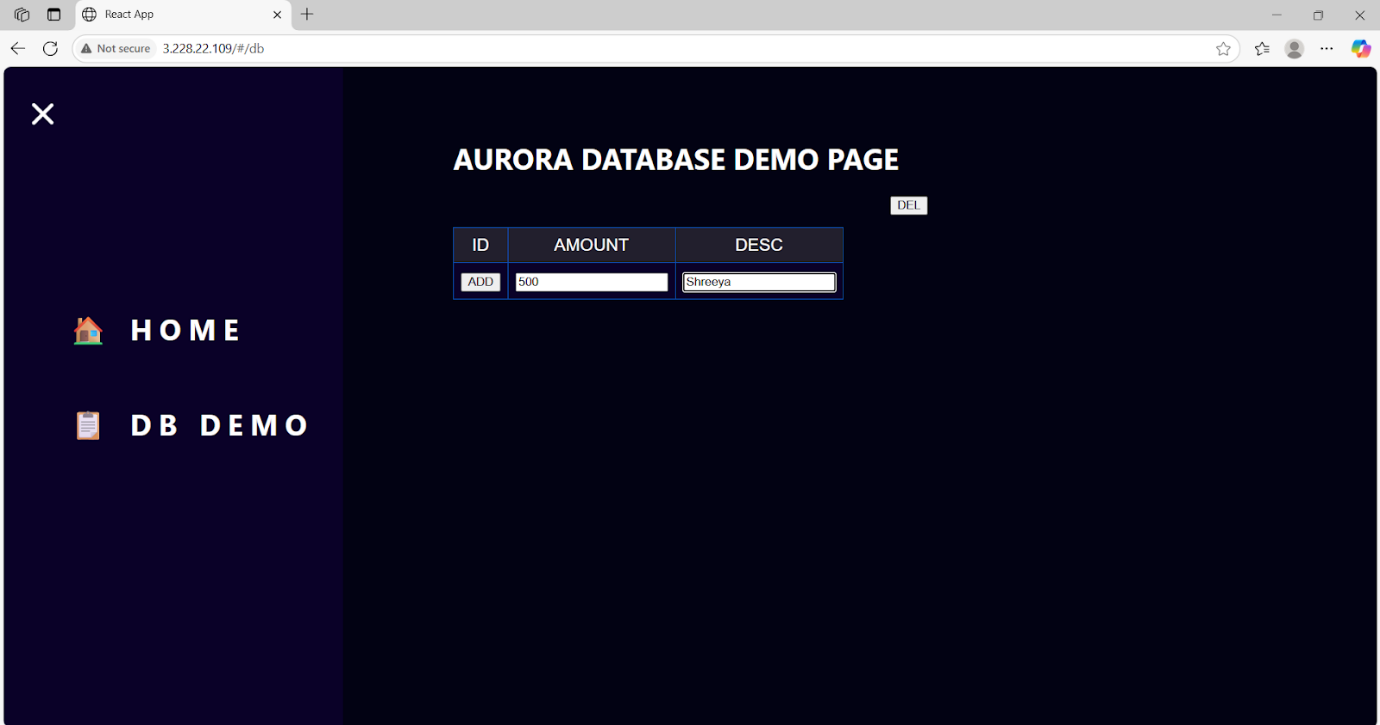 React App
Not secure 3.228.22.109/#/db
AURORA DATABASE DEMO PAGE
DEL
ID AMOUNT DESC
ADD 500 Shreeya
HOME
DB DEMO